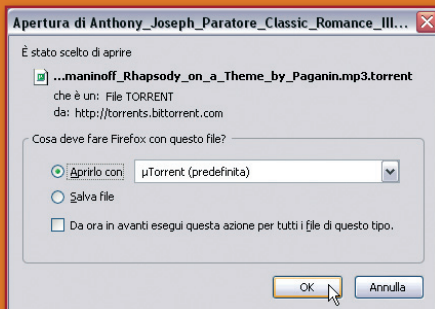 Apertura di Anthony_Joseph_Paratore_Classic_Romance_III...
È stato scelto di aprire
...maninoff_Rhapsody_on_a_Theme_by_Paganin.mp3.torrent
che è un: File TORRENT
da: http://torrents.bittorrent.com
Cosa deve fare Firefox con questo file?
Aprirlo con
µTorrent (predefinita)
Salva file
Da ora in avanti esegui questa azione per tutti i file di questo tipo.
OK
Annulla